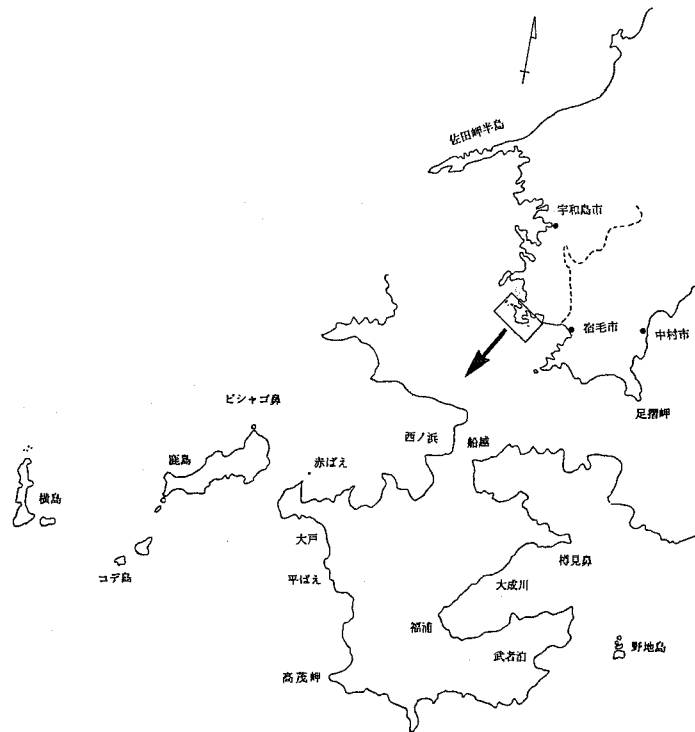 佐田岬半島
宇和島市
宿毛市
中村市
足摺岬
ビシャゴ鼻
西ノ浜
船越
鹿島
赤ばえ
横島
大戸
樽見鼻
コデ島
平ばえ
大成川
福浦
野地島
武者泊
高茂岬